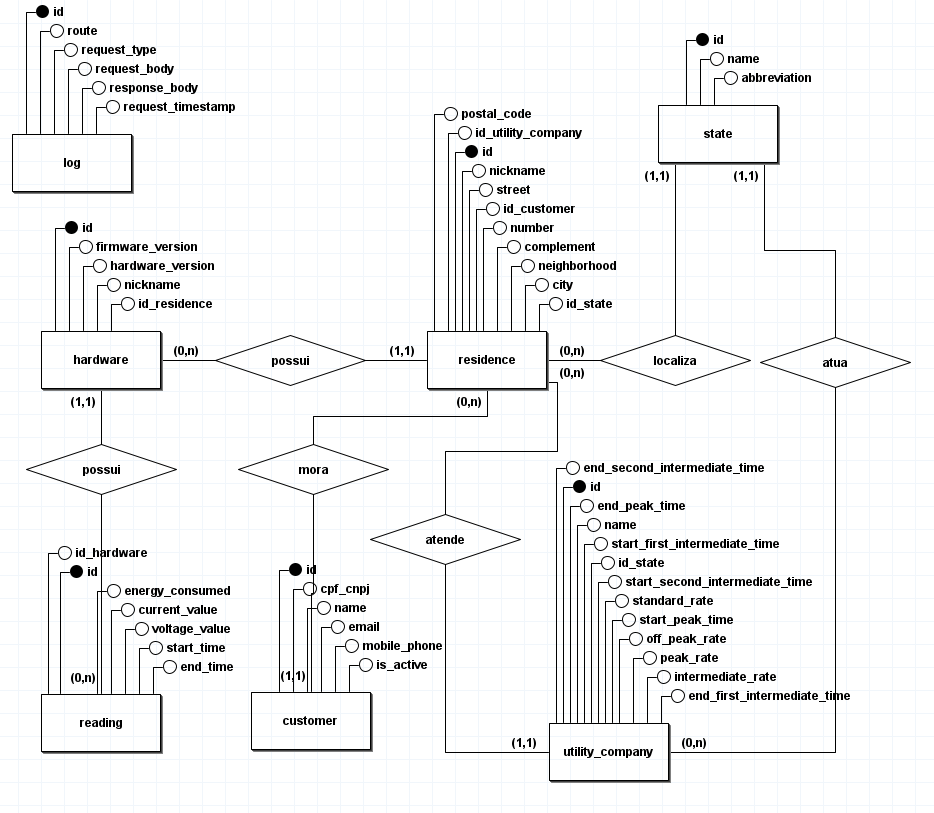 id
route
request_type
request_body
response_body
request_timestamp
log
id
name
abbreviation
state
(1,1)
(1,1)
postal_code
id_utility_company
id
nickname
street
id_customer
number
complement
neighborhood
city
id_state
residence
id
firmware_version
hardware_version
nickname
id_residence
hardware
(0,n)
possui
(1,1)
(0,n)
localiza
atua
(0,n)
(1,1)
(0,n)
possui
mora
atende
id_hardware
id
energy_consumed
current_value
voltage_value
start_time
end_time
(0,n)
reading
id
cpf_cnpj
name
email
mobile_phone
is_active
(1,1)
customer
end_second_intermediate_time
id
end_peak_time
name
start_first_intermediate_time
id_state
start_second_intermediate_time
standard_rate
start_peak_time
off_peak_rate
peak_rate
intermediate_rate
end_first_intermediate_time
(1,1)
utility_company
(0,n)